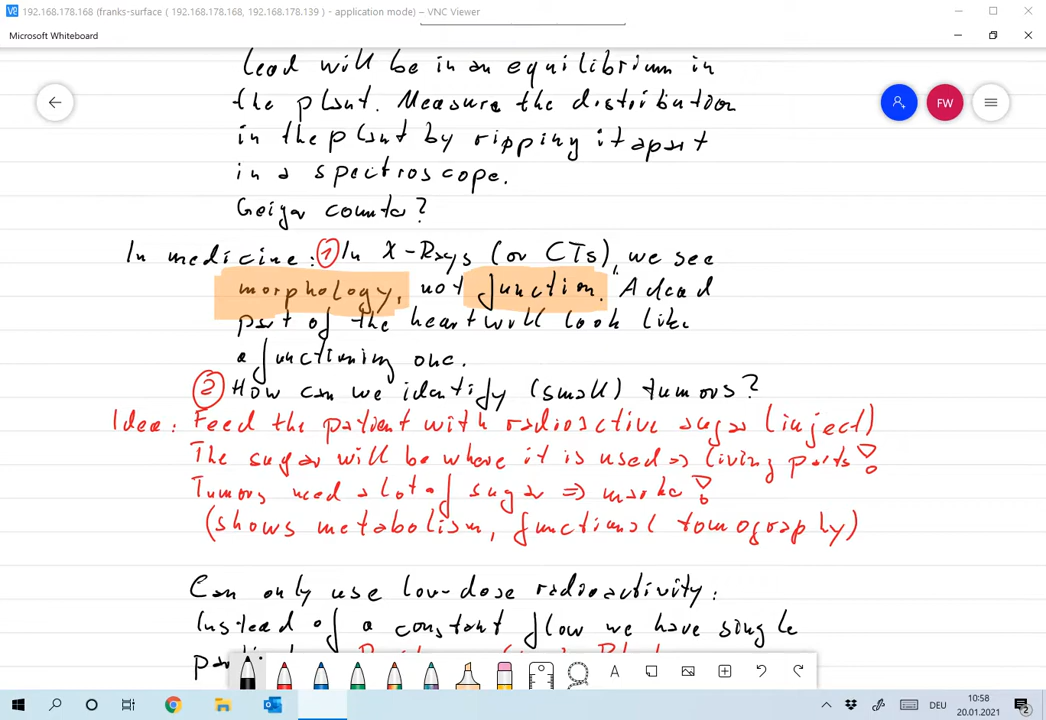 192.168.178.168 (franks-surface ( 192.168.178.168, 192.168.178.139 ) - application mode) – VNC Viewer
Microsoft Whiteboard
Lead will be in an equilibrium in
the plant. Measure the distribution
in the plant by ripping it apart
in a spectroscope.
Geiger counter?
In medicine: ① In X-Rays (or CTs), we see
morphology, not function. A dead
part of the heart will look like
a functioning one.
② How can we identify (small) tumors?
Idea: Feed the patient with radioactive sugar (inject)
The sugar will be where it is used ⇒ living parts!
Tumors need a lot of sugar ⇒ marker!
(shows metabolism, functional tomography)
Can only use low-dose radioactivity:
Instead of a constant flow we have single
FW
A
DEU
10:58
20.01.2021
2